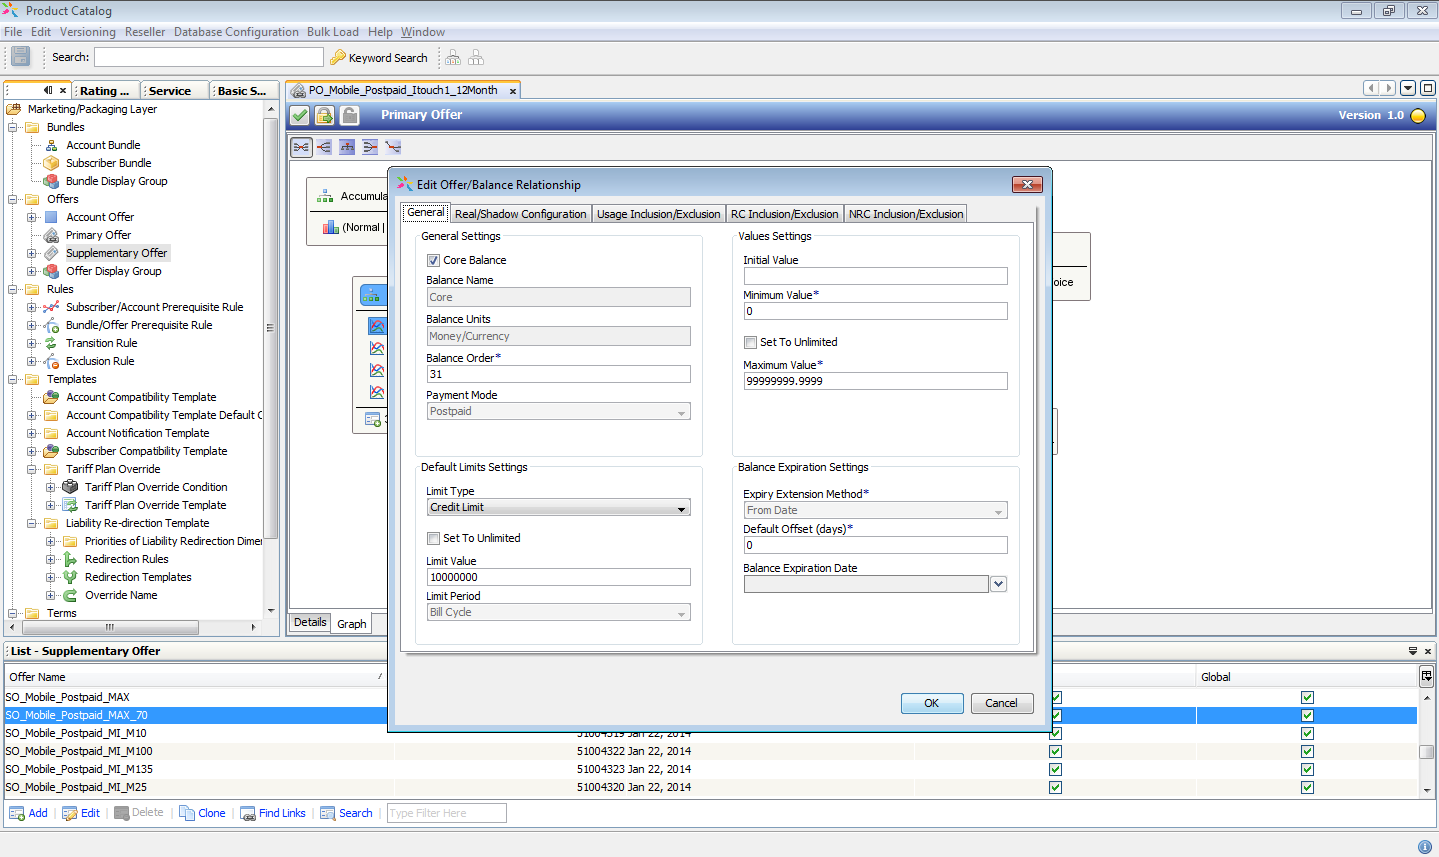 Product Catalog
File Edit Versioning Reseller Database Configuration Bulk Load Help Window
Search: Keyword Search
Rating ... Service Basic S...
Marketing/Packaging Layer
Bundles
Account Bundle
Subscriber Bundle
Bundle Display Group
Offers
Account Offer
Primary Offer
Supplementary Offer
Offer Display Group
Rules
Subscriber/Account Prerequisite Rule
Bundle/Offer Prerequisite Rule
Transition Rule
Exclusion Rule
Templates
Account Compatibility Template
Account Compatibility Template Default
Account Notification Template
Subscriber Compatibility Template
Tariff Plan Override
Tariff Plan Override Condition
Tariff Plan Override Template
Liability Re-direction Template
Priorities of Liability Redirection Dime
Redirection Rules
Redirection Templates
Override Name
Terms
PO_Mobile_Postpaid_Itouch1_12Month
Primary Offer
Version 1.0
Accumula
(Normal |
oice
Details Graph
Edit Offer/Balance Relationship
General Real/Shadow Configuration Usage Inclusion/Exclusion RC Inclusion/Exclusion NRC Inclusion/Exclusion
General Settings
Core Balance
Balance Name
Core
Balance Units
Money/Currency
Balance Order*
31
Payment Mode
Postpaid
Values Settings
Initial Value
Minimum Value*
0
Set To Unlimited
Maximum Value*
99999999.9999
Default Limits Settings
Limit Type
Credit Limit
Set To Unlimited
Limit Value
10000000
Limit Period
Bill Cycle
Balance Expiration Settings
Expiry Extension Method*
From Date
Default Offset (days)*
0
Balance Expiration Date
OK Cancel
List - Supplementary Offer
Offer Name Global
SO_Mobile_Postpaid_MAX
SO_Mobile_Postpaid_MAX_70
SO_Mobile_Postpaid_MI_M10 51004319 Jan 22, 2014
SO_Mobile_Postpaid_MI_M100 51004322 Jan 22, 2014
SO_Mobile_Postpaid_MI_M135 51004323 Jan 22, 2014
SO_Mobile_Postpaid_MI_M25 51004320 Jan 22, 2014
Add Edit Delete Clone Find Links Search Type Filter Here